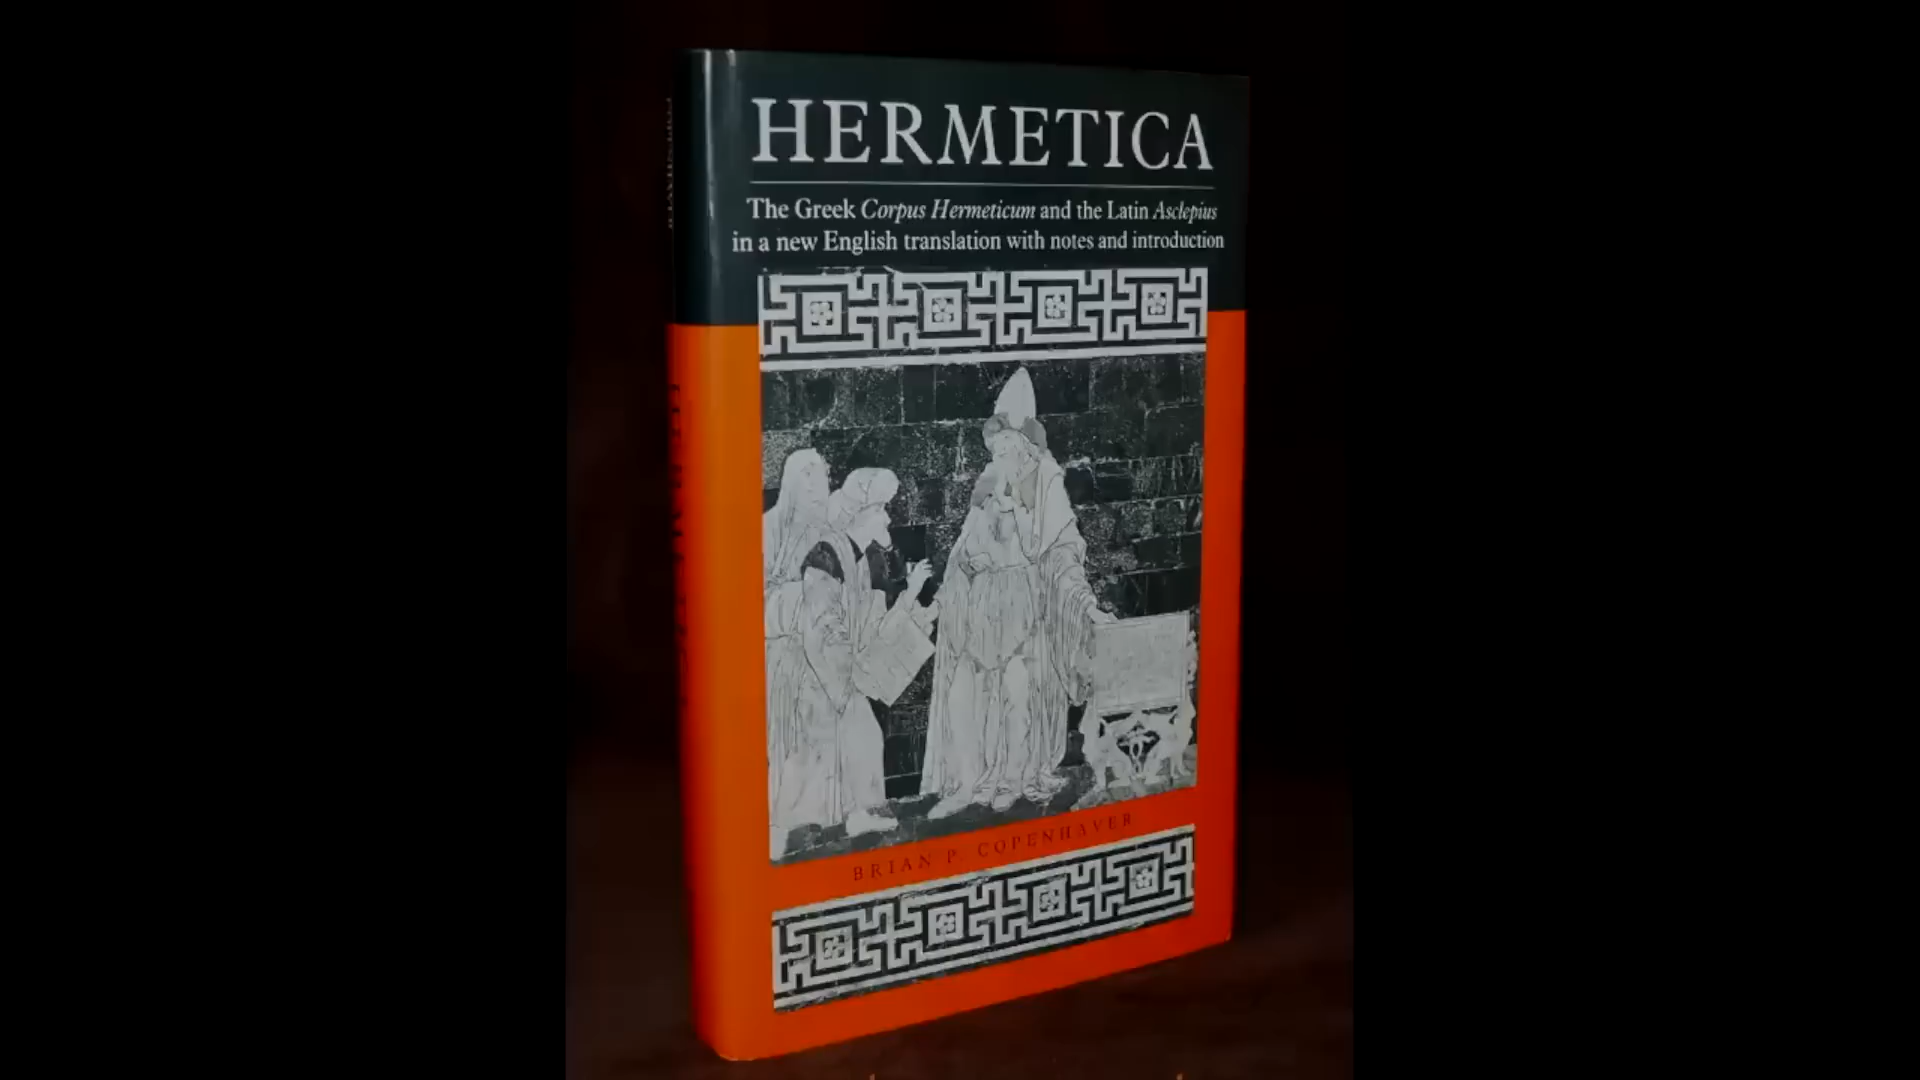 HERMETICA
The Greek Corpus Hermeticum and the Latin Asclepius
in a new English translation with notes and introduction
BRIAN P. COPENHAVER